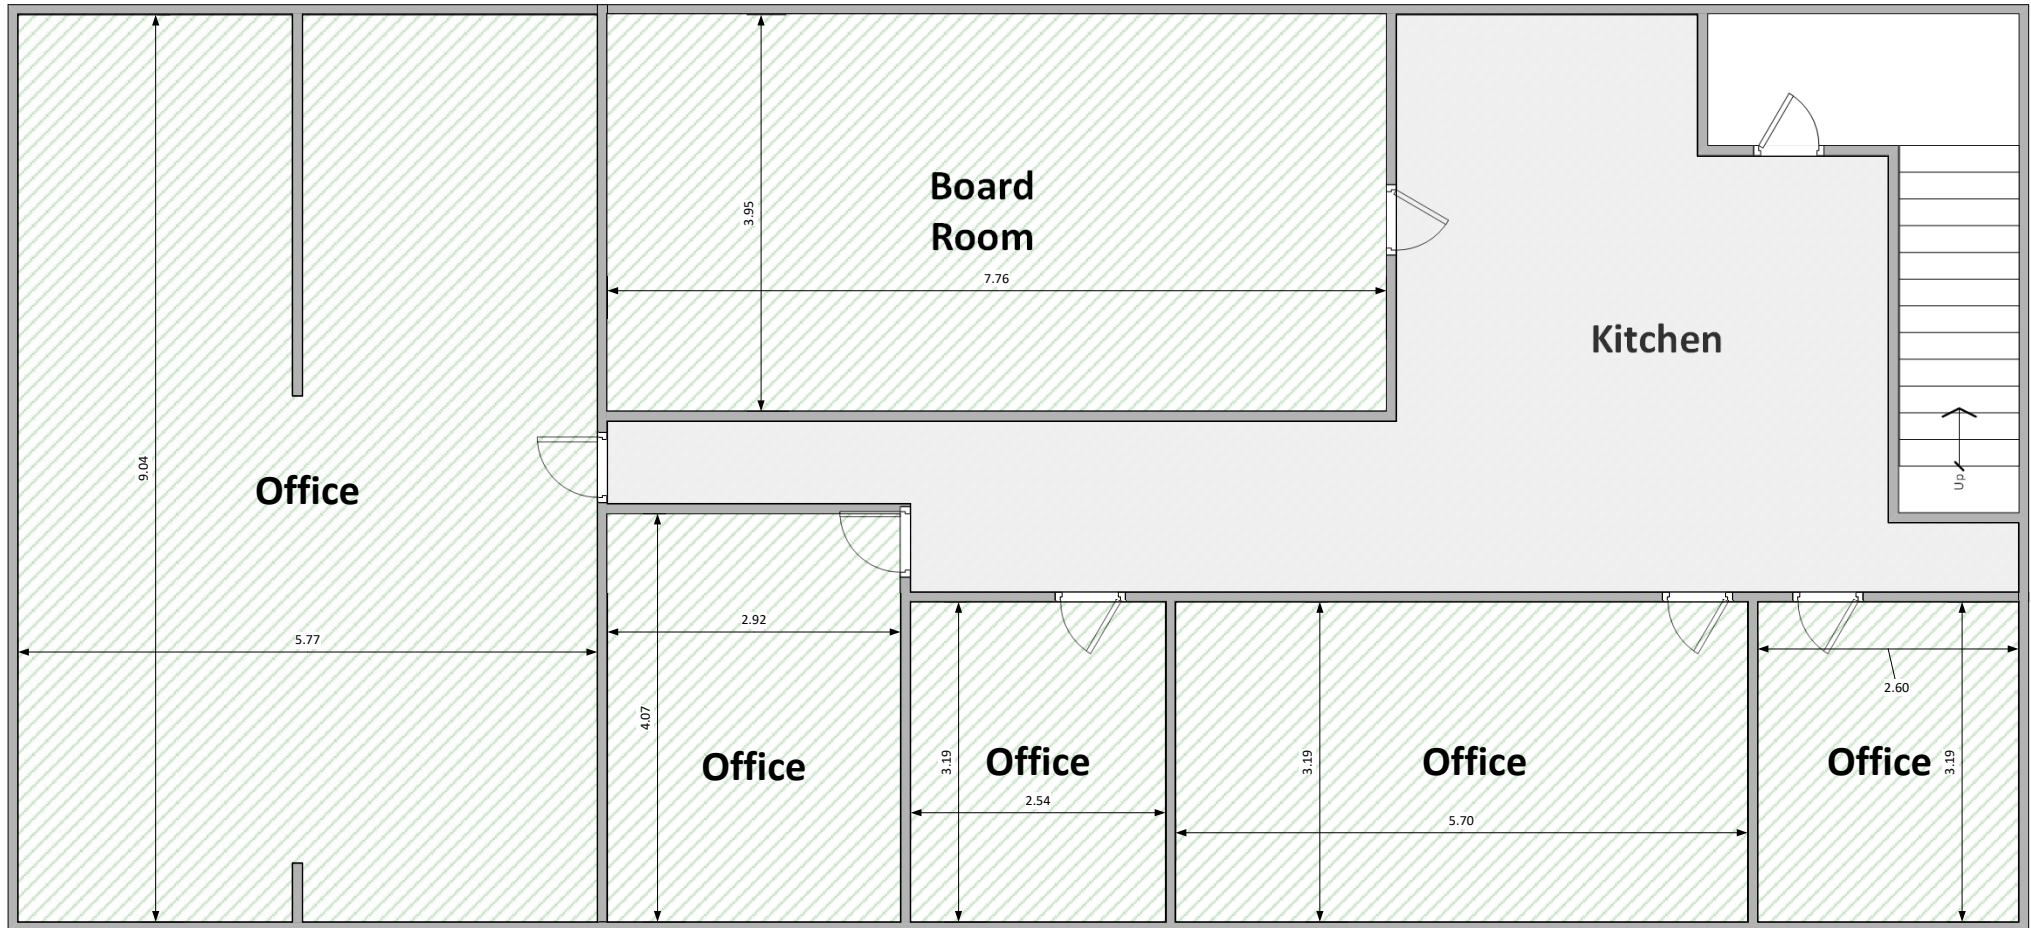 Board
Room
3.95
7.76
Kitchen
Up
9.04
Office
5.77
2.92
4.07
Office
3.19
Office
2.54
3.19
Office
5.70
2.60
Office
3.19